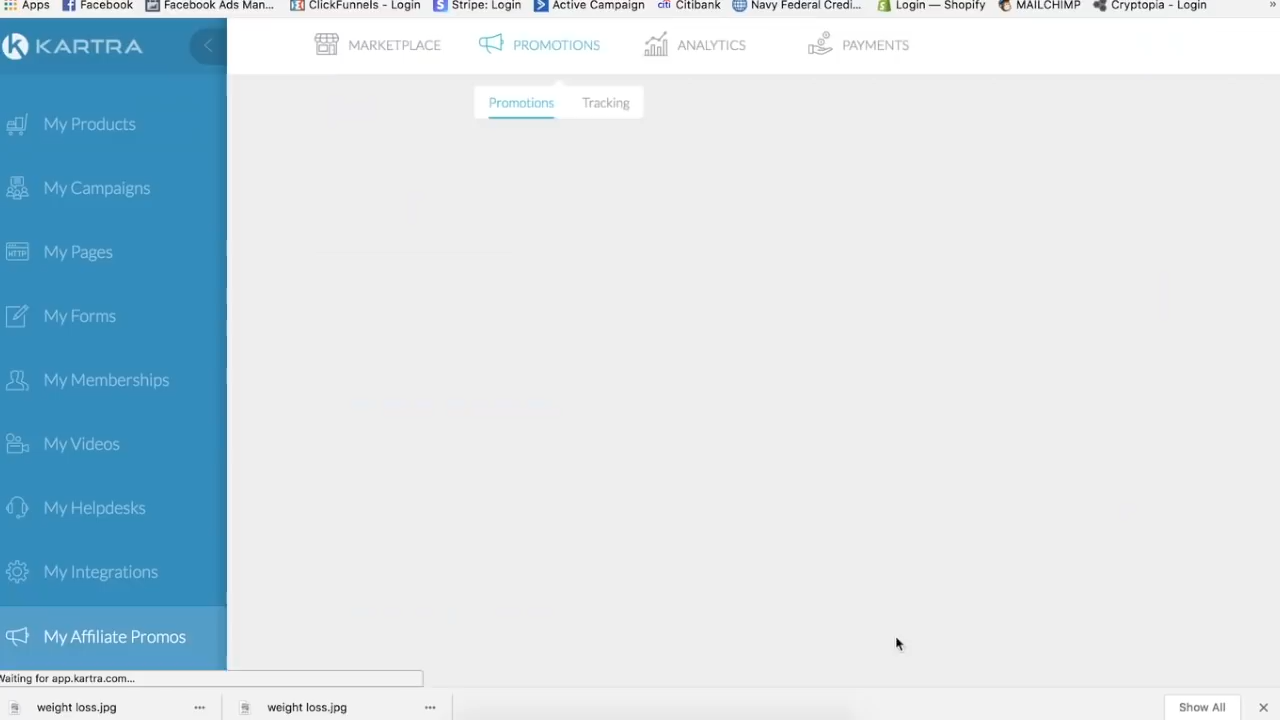 Apps Facebook Facebook Ads Man... ClickFunnels - Login Stripe: Login Active Campaign citi Citibank Navy Federal Credi... Login — Shopify MAILCHIMP Cryptopia - Login »
KARTRA
MARKETPLACE PROMOTIONS ANALYTICS PAYMENTS
Promotions Tracking
My Products
My Campaigns
HTTP My Pages
My Forms
My Memberships
My Videos
My Helpdesks
My Integrations
My Affiliate Promos
Waiting for app.kartra.com...
weight loss.jpg weight loss.jpg Show All